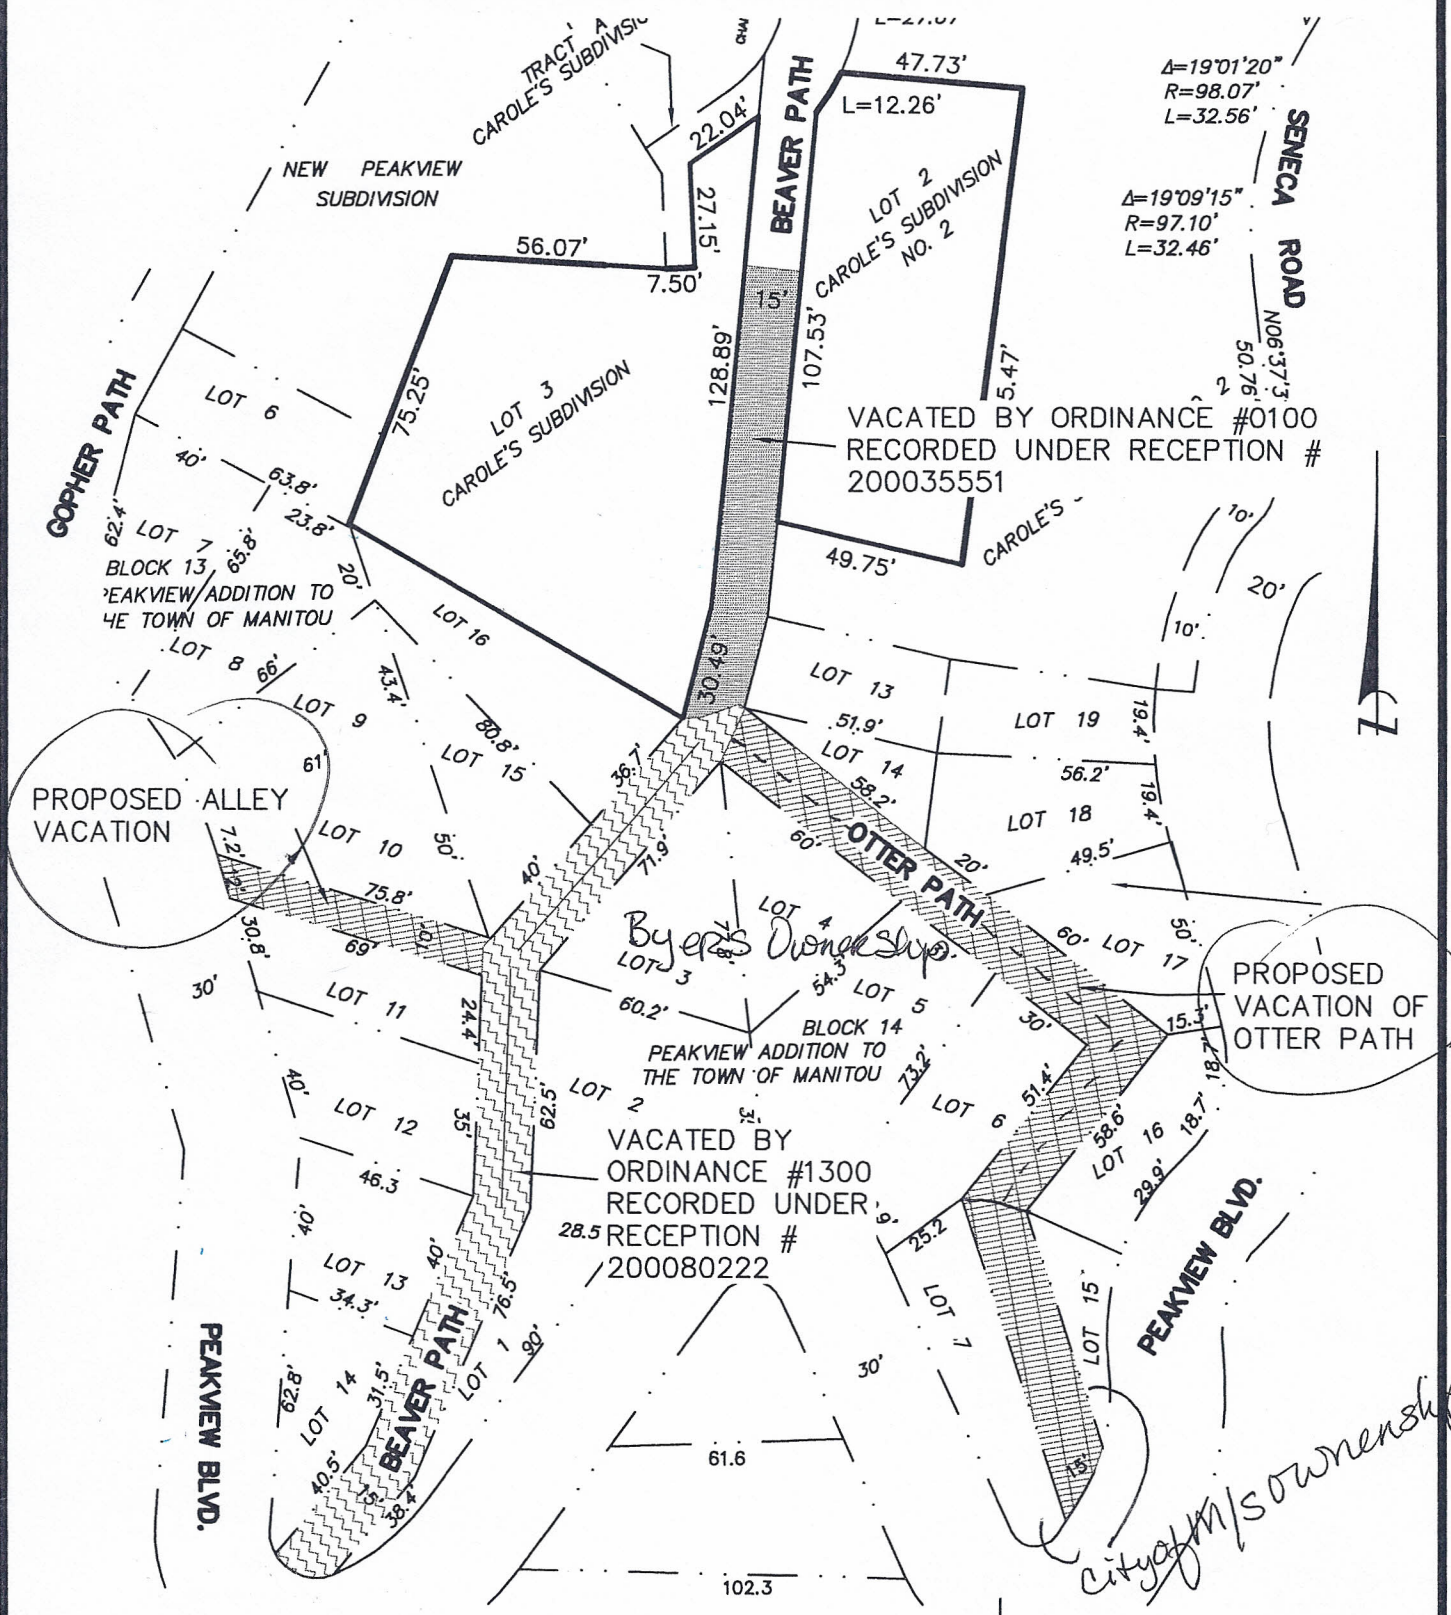 TRACT A
CAROLE'S
22.04'
BEAVER PATH
47.73'
L=12.26'
Δ=19°01'20"
R=98.07'
L=32.56'
SENECA ROAD
NEW PEAKVIEW
SUBDIVISION
27.15'
LOT 2
CAROLE'S SUBDIVISION
NO. 2
Δ=19°09'15"
R=97.10'
L=32.46'
56.07'
7.50'
15'
128.89'
107.53'
5.47'
50.76'
GOPHER PATH
LOT 6
75.25'
LOT 3
CAROLE'S SUBDIVISION
VACATED BY ORDINANCE #0100
RECORDED UNDER RECEPTION #
200035551
40'
63.8'
23.8'
62.4'
LOT 7
65.8'
BLOCK 13
ADDITION TO
TOWN OF MANITOU
20'
49.75'
CAROLE'S
10'
20'
10'
LOT 16
LOT 8
66'
43.4'
30.49'
LOT 13
LOT 9
80.8'
51.9'
LOT 19
19.4'
61'
LOT 15
36.7'
LOT 14
56.2'
58.2'
PROPOSED ALLEY
VACATION
7.2'
12'
LOT 10
50'
40'
71.9'
60'
OTTER PATH
LOT 18
19.4'
49.5'
20'
75.8'
69'
10'
30.8'
Byers Ownership
LOT 4
LOT 3
54.3'
LOT 5
60'
LOT 17
50'
30'
LOT 11
24.4'
60.2'
30'
15.3'
PROPOSED
VACATION OF
OTTER PATH
BLOCK 14
PEAKVIEW ADDITION TO
THE TOWN OF MANITOU
73.2'
40'
LOT 12
35'
62.5'
LOT 2
LOT 6
51.4'
58.6'
LOT 16
18.7'
18.7'
29.9'
46.3
VACATED BY
ORDINANCE #1300
RECORDED UNDER
RECEPTION #
200080222
28.5
25.2
40'
40'
LOT 13
34.3'
76.5'
LOT 7
LOT 15
PEAKVIEW BLVD.
PEAKVIEW BLVD.
62.8'
LOT 14
31.5'
BEAVER PATH
LOT 1
90'
30'
40.5'
15'
38.4'
61.6
15'
City of M/S ownership
102.3